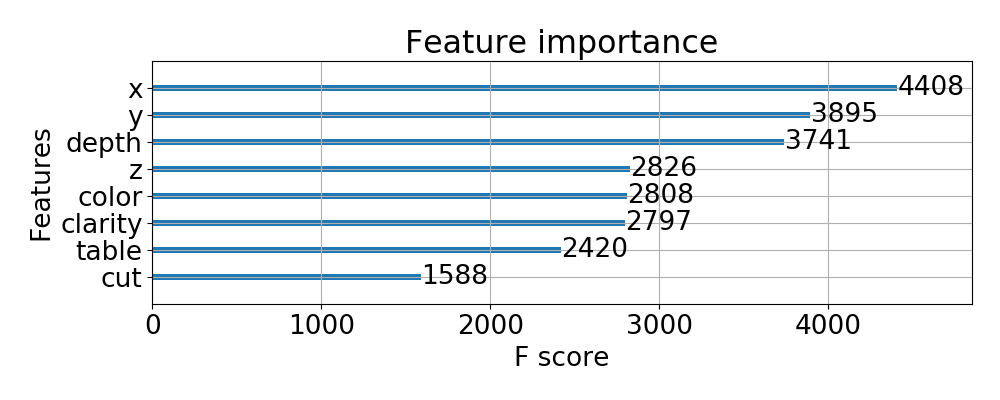 Feature importance
Features
x 4408
y 3895
depth 3741
z 2826
color 2808
clarity 2797
table 2420
cut 1588
0 1000 2000 3000 4000
F score